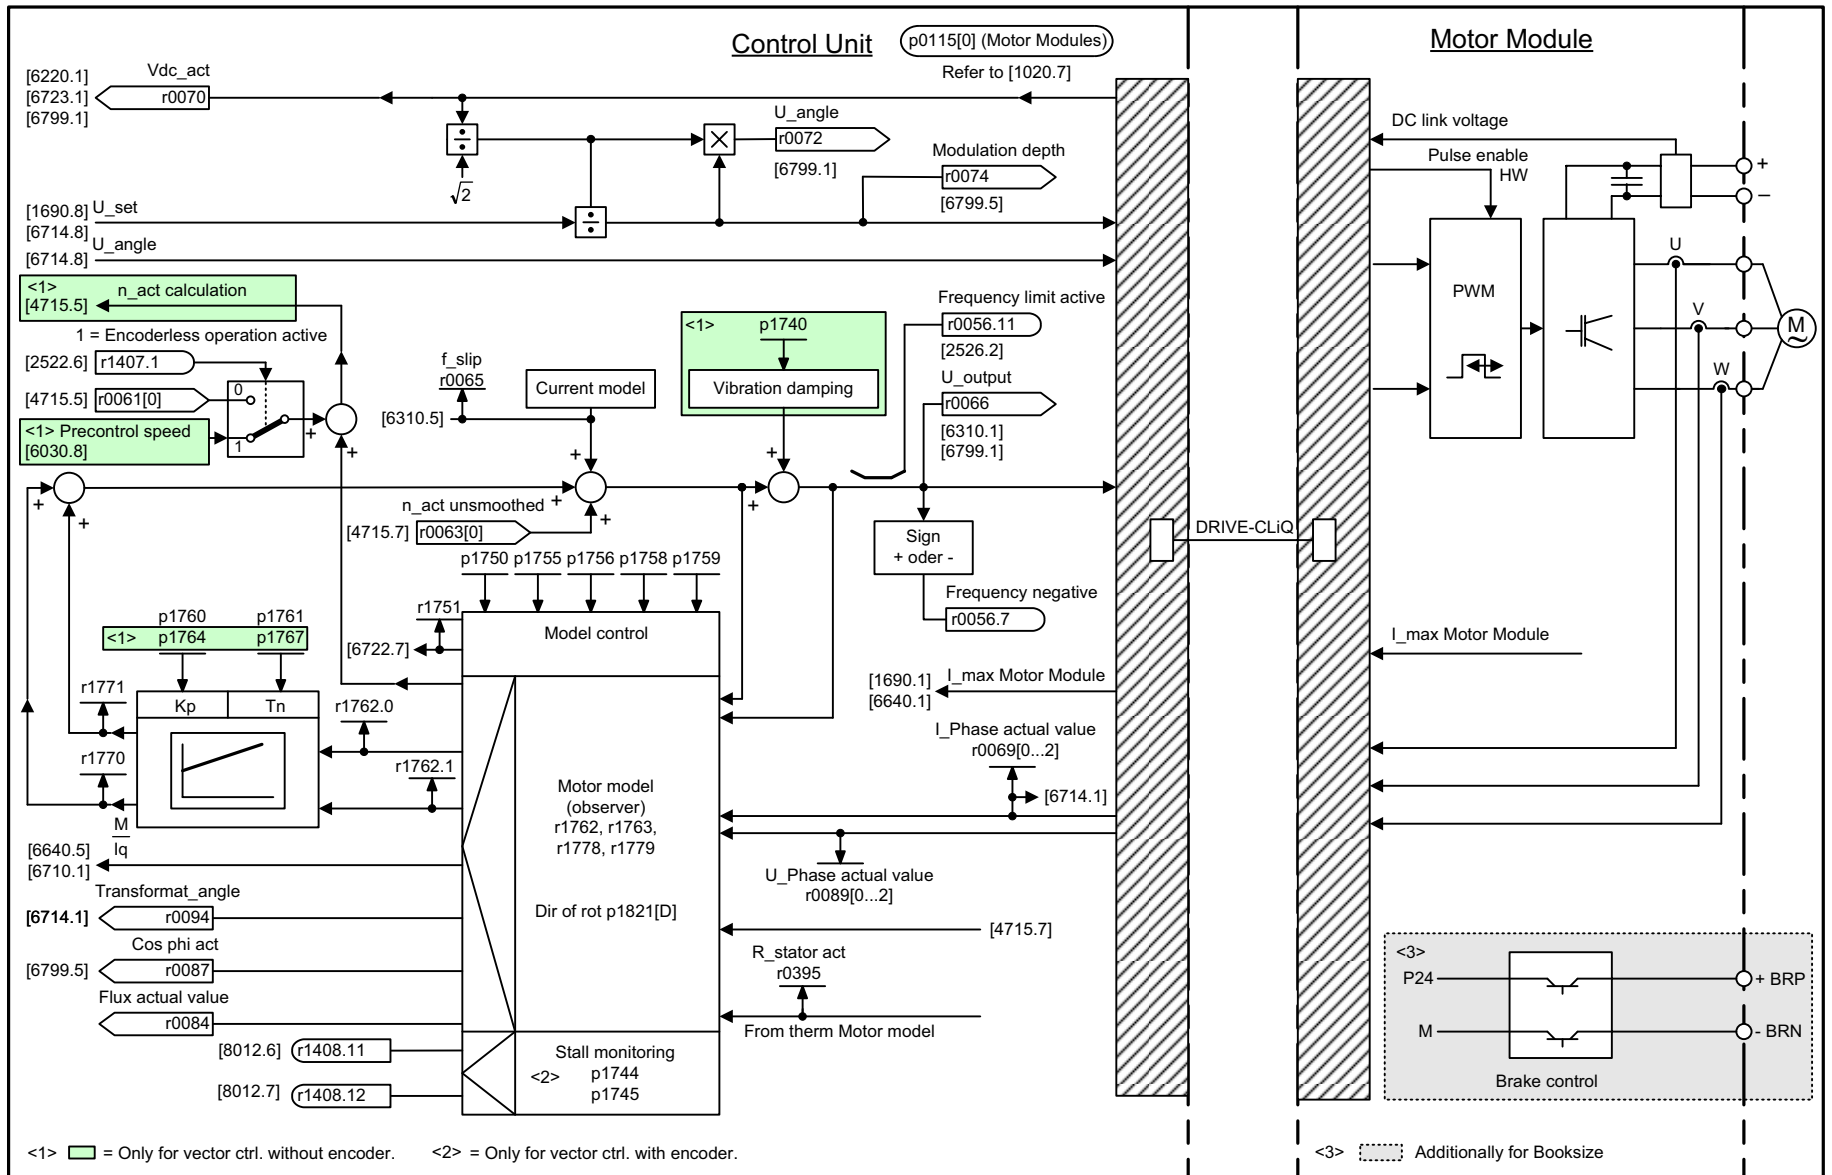 Control Unit
p0115[0] (Motor Modules)
Motor Module
Refer to [1020.7]
[6220.1]
[6723.1]
[6799.1]
Vdc_act
r0070
÷
√2
×
U_angle
r0072
[6799.1]
Modulation depth
r0074
[6799.5]
[1690.8]
[6714.8]
U_set
÷
U_angle
[6714.8]
<1>
[4715.5]
n_act calculation
1 = Encoderless operation active
[2522.6]
r1407.1
[4715.5]
r0061[0]
0
1
<1> Precontrol speed
[6030.8]
+
+
f_slip
r0065
[6310.5]
Current model
<1>
p1740
Vibration damping
Frequency limit active
r0056.11
[2526.2]
U_output
r0066
[6310.1]
[6799.1]
+
+
+
+
+
+
+
n_act unsmoothed
[4715.7]
r0063[0]
Sign
+ oder -
Frequency negative
r0056.7
p1750
p1755
p1756
p1758
p1759
r1751
[6722.7]
Model control
p1760
p1761
<1>
p1764
p1767
Kp
Tn
r1771
r1770
r1762.0
r1762.1
Motor model
(observer)
r1762, r1763,
r1778, r1779
Dir of rot p1821[D]
[1690.1]
[6640.1]
I_max Motor Module
I_Phase actual value
r0069[0...2]
[6714.1]
U_Phase actual value
r0089[0...2]
[4715.7]
R_stator act
r0395
From therm Motor model
M
Iq
[6640.5]
[6710.1]
Transformat_angle
[6714.1]
r0094
Cos phi act
[6799.5]
r0087
Flux actual value
r0084
[8012.6]
r1408.11
[8012.7]
r1408.12
Stall monitoring
<2>
p1744
p1745
DRIVE-CLiQ
DC link voltage
Pulse enable
HW
+
–
PWM
U
V
W
M
~
I_max Motor Module
<3>
P24
M
+ BRP
- BRN
Brake control
<1>
= Only for vector ctrl. without encoder.
<2> = Only for vector ctrl. with encoder.
<3>
Additionally for Booksize